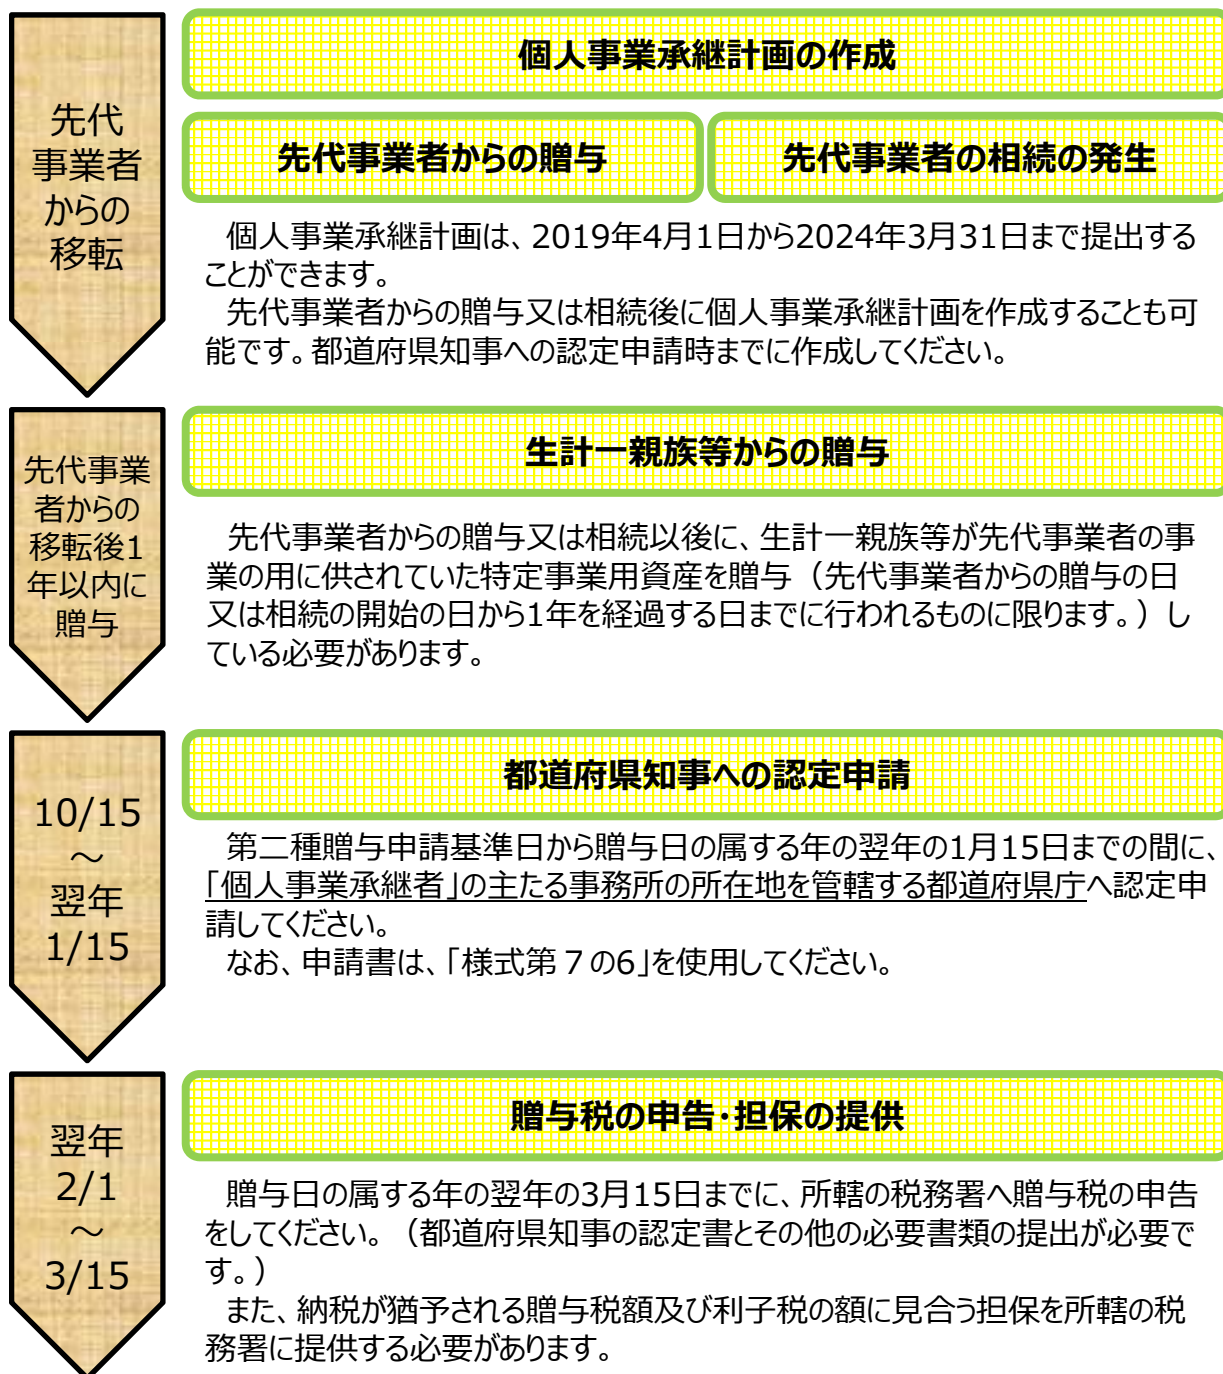 先代
事業者
からの
移転
個人事業承継計画の作成
先代事業者からの贈与
先代事業者の相続の発生
個人事業承継計画は、2019年4月1日から2024年3月31日まで提出する
ことができます。
先代事業者からの贈与又は相続後に個人事業承継計画を作成することも可
能です。都道府県知事への認定申請時までに作成してください。
先代事業
者からの
移転後1
年以内に
贈与
生計一親族等からの贈与
先代事業者からの贈与又は相続以後に、生計一親族等が先代事業者の事
業の用に供されていた特定事業用資産を贈与（先代事業者からの贈与の日
又は相続の開始の日から1年を経過する日までに行われるものに限ります。）し
ている必要があります。
10/15
～
翌年
1/15
都道府県知事への認定申請
第二種贈与申請基準日から贈与日の属する年の翌年の1月15日までの間に、
「個人事業承継者」の主たる事務所の所在地を管轄する都道府県庁へ認定申
請してください。
なお、申請書は、「様式第７の6」を使用してください。
翌年
2/1
～
3/15
贈与税の申告・担保の提供
贈与日の属する年の翌年の3月15日までに、所轄の税務署へ贈与税の申告
をしてください。（都道府県知事の認定書とその他の必要書類の提出が必要で
す。）
また、納税が猶予される贈与税額及び利子税の額に見合う担保を所轄の税
務署に提供する必要があります。